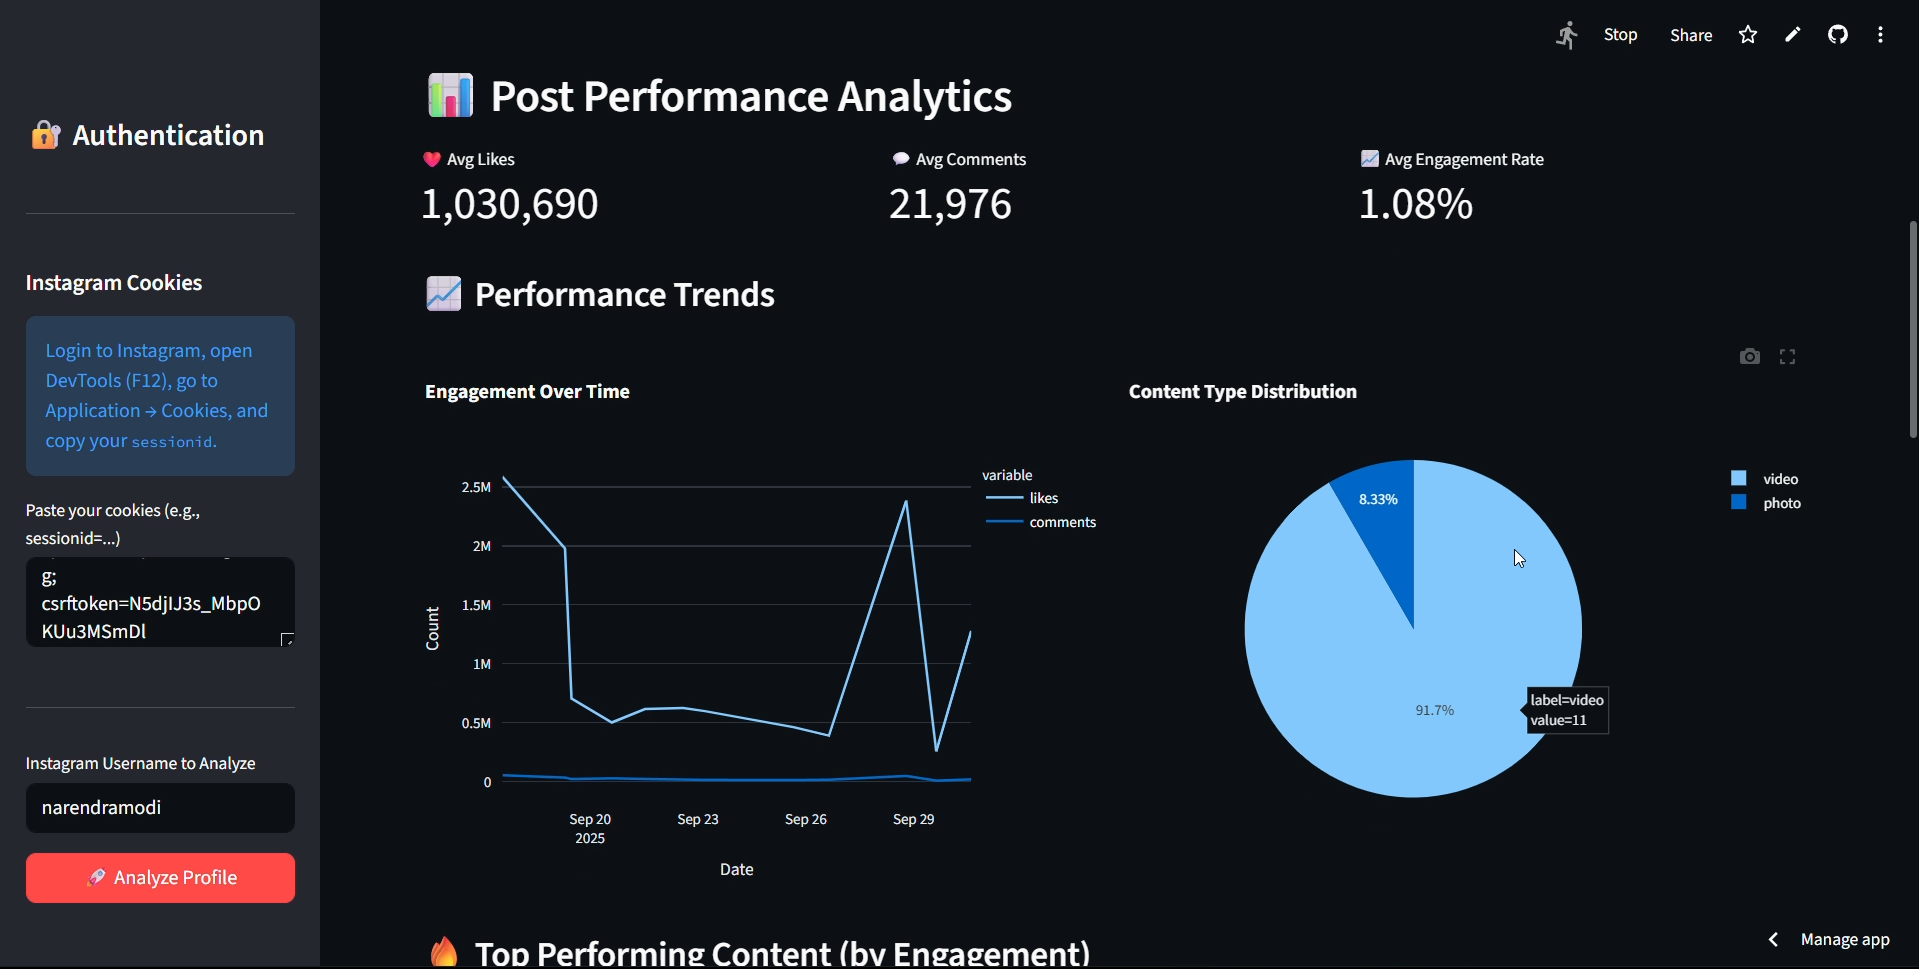 Stop
Share
Authentication
Instagram Cookies
Login to Instagram, open
DevTools (F12), go to
Application → Cookies, and
copy your sessionid.
Paste your cookies (e.g.,
sessionid=...)
g;
csrftoken=N5djIJ3s_MbpO
KUu3MSmDl
Instagram Username to Analyze
narendramodi
Analyze Profile
Post Performance Analytics
Avg Likes
1,030,690
Avg Comments
21,976
Avg Engagement Rate
1.08%
Performance Trends
Engagement Over Time
2.5M
2M
1.5M
1M
0.5M
0
Count
Sep 20
2025
Sep 23
Sep 26
Sep 29
Date
variable
likes
comments
Content Type Distribution
8.33%
91.7%
label=video
value=11
video
photo
Top Performing Content (by Engagement)
Manage app